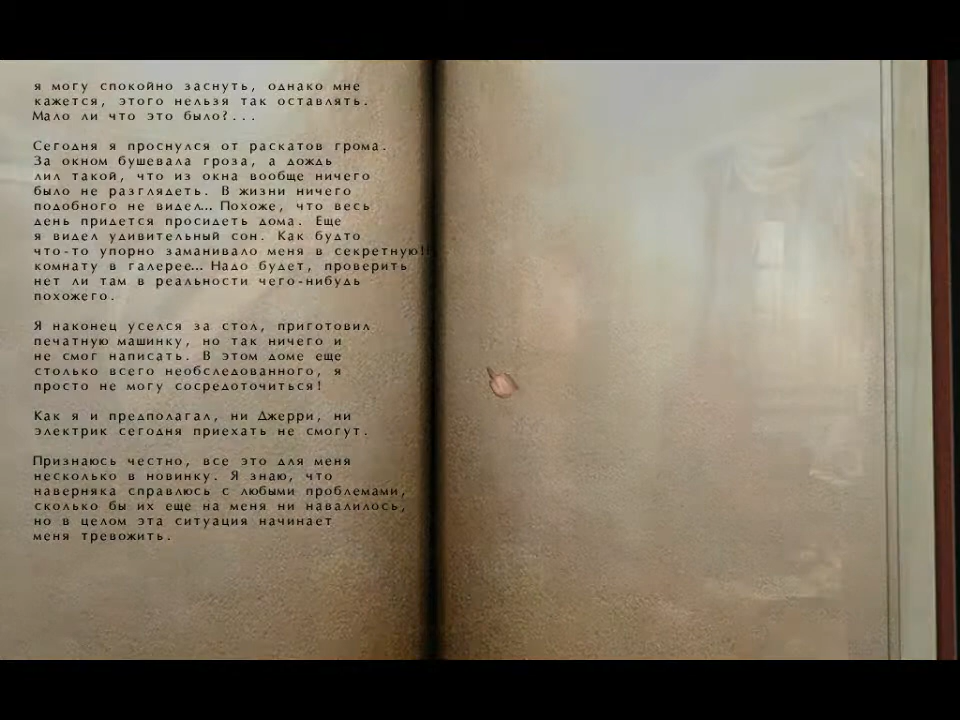 я могу спокойно заснуть, однако мне
кажется, этого нельзя так оставлять.
Мало ли что это было?...
Сегодня я проснулся от раскатов грома.
За окном бушевала гроза, а дождь
лил такой, что из окна вообще ничего
было не разглядеть. В жизни ничего
подобного не видел... Похоже, что весь
день придется просидеть дома. Еще
я видел удивительный сон. Как будто
что-то упорно заманивало меня в секретную!!
комнату в галерее... Надо будет, проверить
нет ли там в реальности чего-нибудь
похожего.
Я наконец уселся за стол, приготовил
печатную машинку, но так ничего и
не смог написать. В этом доме еще
столько всего необследованного, я
просто не могу сосредоточиться!
Как я и предполагал, ни Джерри, ни
электрик сегодня приехать не смогут.
Признаюсь честно, все это для меня
несколько в новинку. Я знаю, что
наверняка справлюсь с любыми проблемами,
сколько бы их еще на меня ни навалилось,
но в целом эта ситуация начинает
меня тревожить.